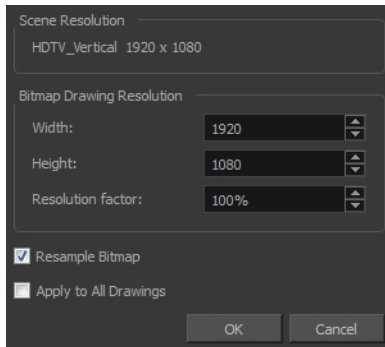 Scene Resolution
HDTV_Vertical 1920 x 1080
Bitmap Drawing Resolution
Width: 1920
Height: 1080
Resolution factor: 100%
Resample Bitmap
Apply to All Drawings
OK Cancel